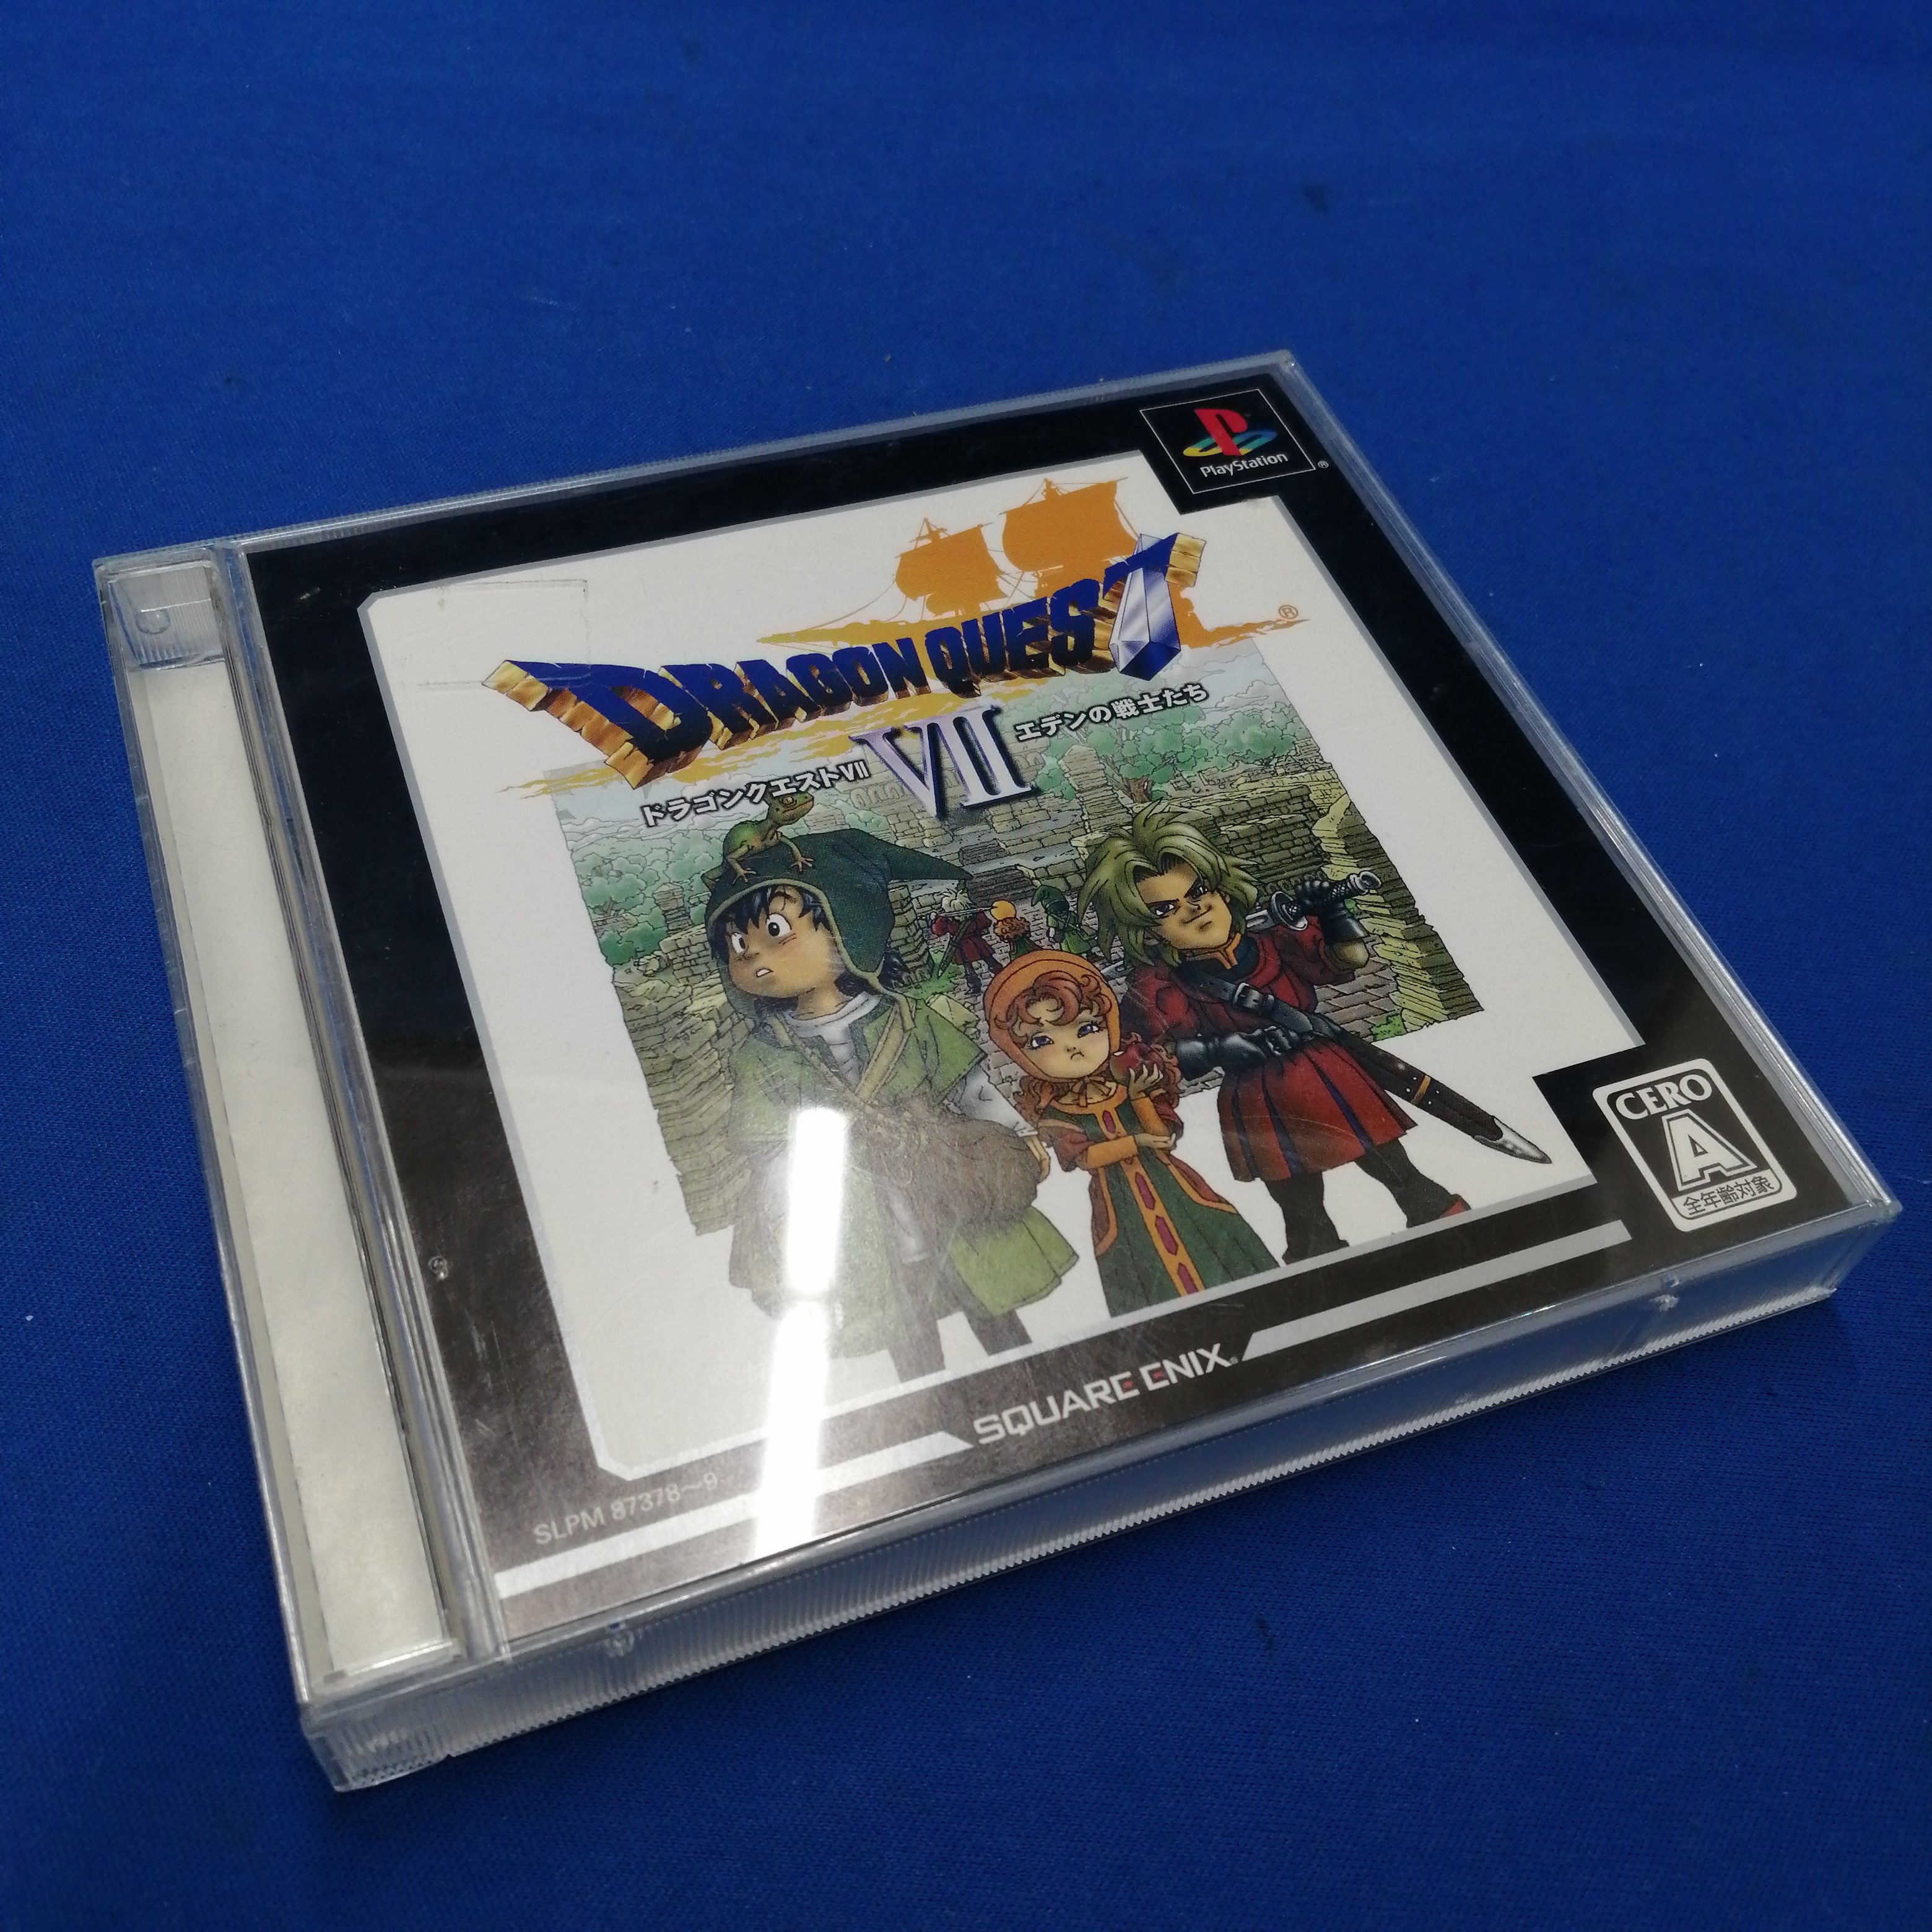 PlayStation
®
DRAGON QUEST
®
ドラゴンクエストVII
VII
エデンの戦士たち
CERO
A
全年齢対象
SQUARE ENIX
SLPM 87378〜9